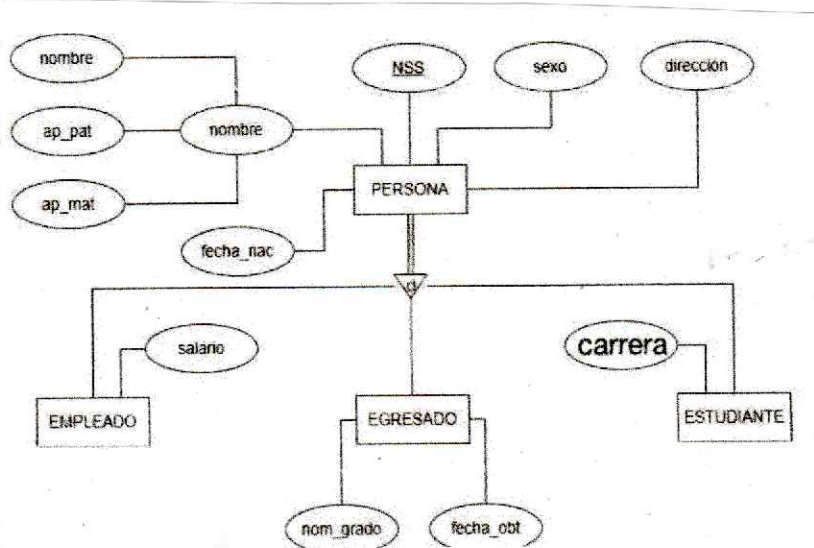 nombre
NSS
sexo
dirección
ap_pat
nombre
PERSONA
ap_mat
fecha_nac
d
salario
carrera
EMPLEADO
EGRESADO
ESTUDIANTE
nom_grado
fecha_obt